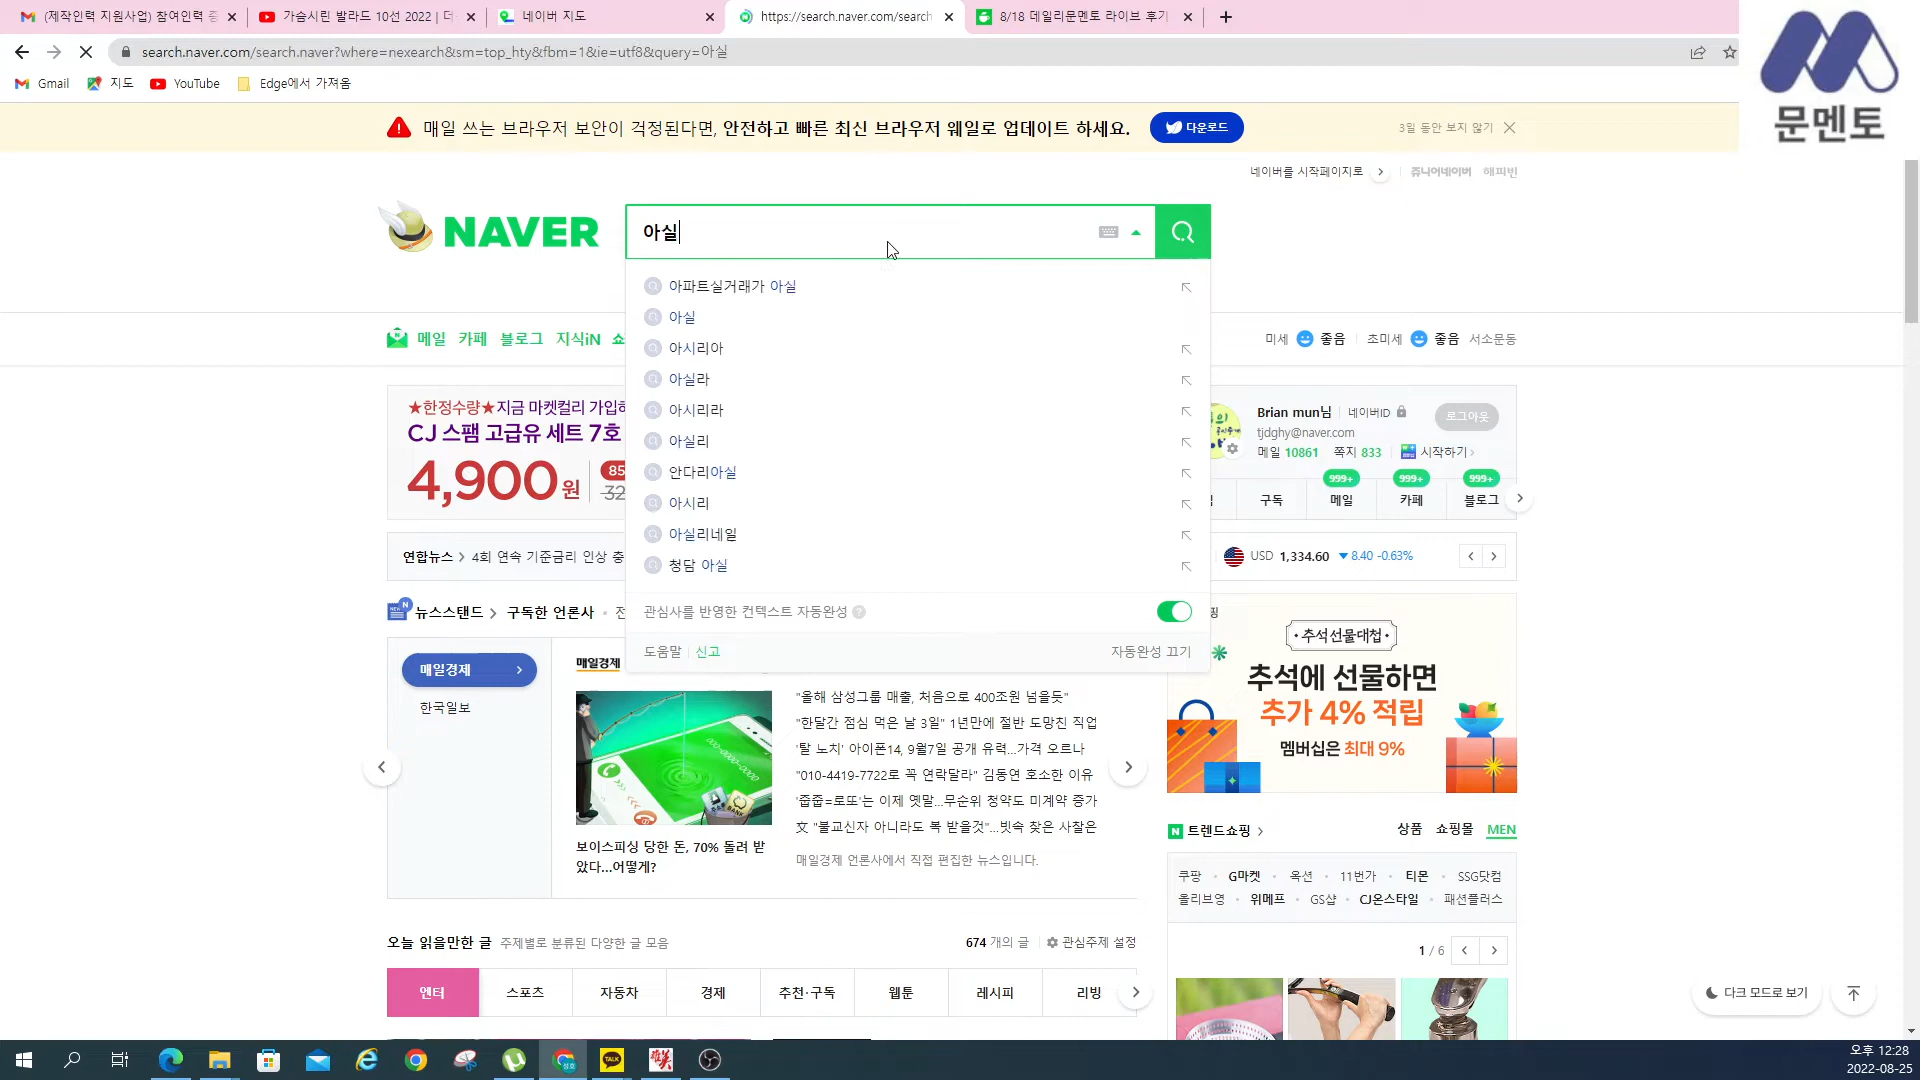 (제작인력 지원사업) 참여인력 증
가슴시린 발라드 10선 2022 | 더
네이버 지도
https://search.naver.com/search
8/18 데일리문멘토 라이브 후기
search.naver.com/search.naver?where=nexearch&sm=top_hty&fbm=1&ie=utf8&query=아실
Gmail
지도
YouTube
Edge에서 가져옴
문멘토
매일 쓰는 브라우저 보안이 걱정된다면, 안전하고 빠른 최신 브라우저 웨일로 업데이트 하세요.
다운로드
3일 동안 보지 않기
네이버를 시작페이지로
쥬니어네이버
해피빈
NAVER
아실
아파트실거래가 아실
아실
아시리아
아실라
아시리라
아실리
안다리아실
아시리
아실리네일
청담 아실
관심사를 반영한 컨텍스트 자동완성
도움말
신고
자동완성 끄기
메일 카페 블로그 지식iN 쇼
미세 좋음
초미세 좋음 서소문동
★한정수량★지금 마켓컬리 가입하
CJ 스팸 고급유 세트 7호
4,900원
85
32
Brian mun님
네이버ID
로그아웃
tjdghy@naver.com
메일 10861
쪽지 833
시작하기
999+
999+
999+
구독
메일
카페
블로그
연합뉴스
4회 연속 기준금리 인상 충
USD 1,334.60 ▼8.40 -0.63%
뉴스스탠드
구독한 언론사
전
매일경제
한국일보
매일경제
"올해 삼성그룹 매출, 처음으로 400조원 넘을듯"
"한달간 점심 먹은 날 3일" 1년만에 절반 도망친 직업
'탈 노치' 아이폰14, 9월7일 공개 유력…가격 오르나
"010-4419-7722로 꼭 연락달라" 김동연 호소한 이유
'줍줍=로또'는 이제 옛말…무순위 청약도 미계약 증가
文 "불교신자 아니라도 복 받을것"…빗속 찾은 사찰은
매일경제 언론사에서 직접 편집한 뉴스입니다.
000-0000-0000
BANK
보이스피싱 당한 돈, 70% 돌려 받
았다…어떻게?
추석선물대첩
추석에 선물하면
추가 4% 적립
멤버십은 최대 9%
트렌드쇼핑
상품
쇼핑몰
MEN
쿠팡
G마켓
옥션
11번가
티몬
SSG닷컴
올리브영
위메프
GS샵
CJ온스타일
패션플러스
1 / 6
오늘 읽을만한 글
주제별로 분류된 다양한 글 모음
674 개의 글
관심주제 설정
엔터
스포츠
자동차
경제
추천·구독
웹툰
레시피
리빙
다크 모드로 보기
TALK
오후 12:28
2022-08-25